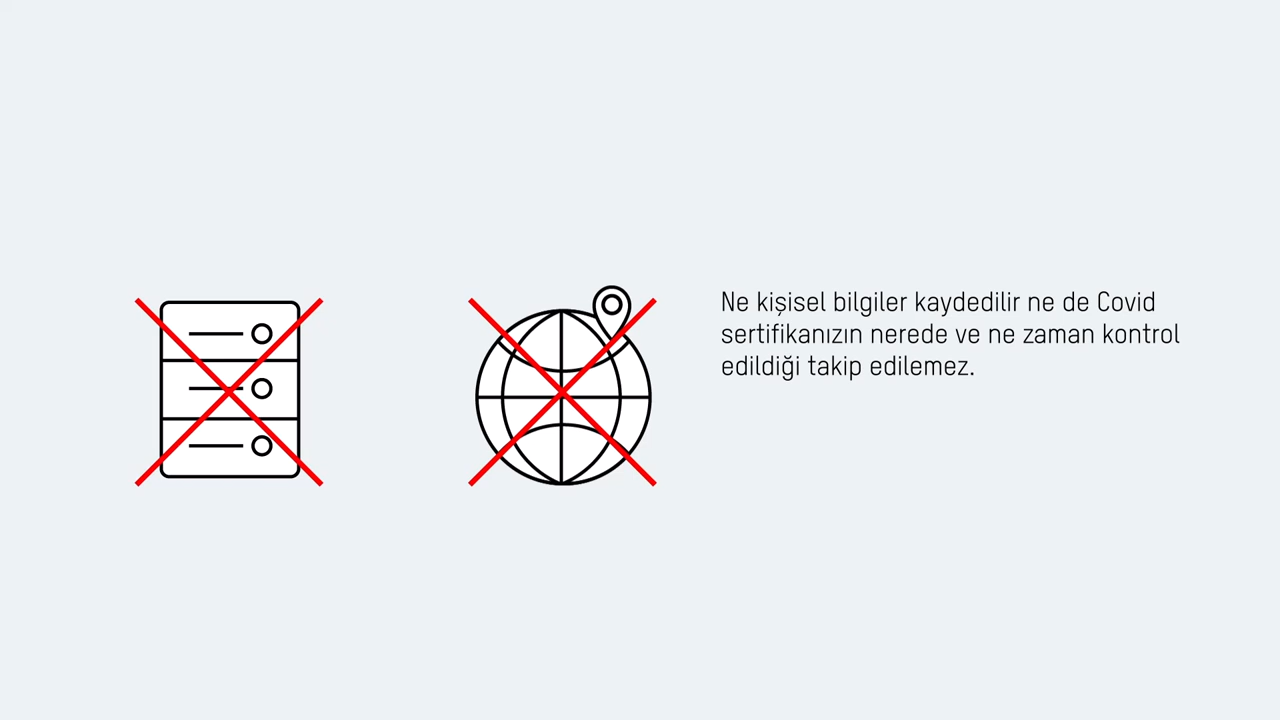 Ne kişisel bilgiler kaydedilir ne de Covid
sertifikanızın nerede ve ne zaman kontrol
edildiği takip edilemez.